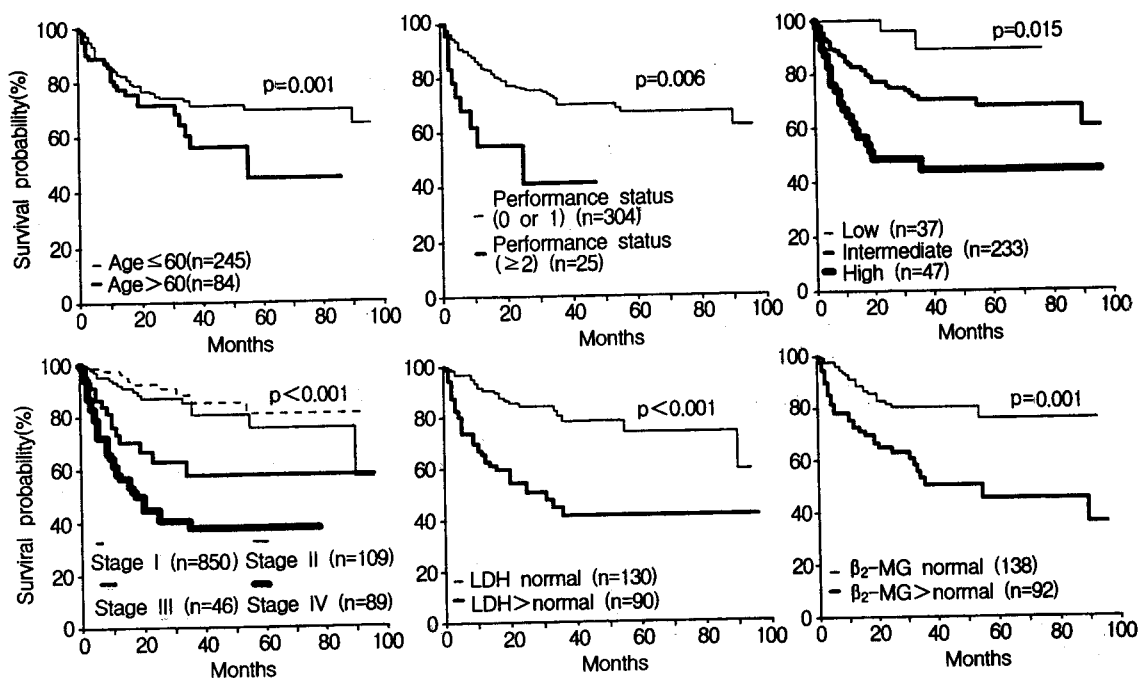 Survival probability(%)
100
80
60
40
20
0
p=0.001
Age≤60(n=245)
Age>60(n=84)
0 20 40 60 80 100
Months
100
80
60
40
20
0
p=0.006
Performance status
(0 or 1) (n=304)
Performance status
(≥2) (n=25)
0 20 40 60 80 100
Months
100
80
60
40
20
0
p=0.015
Low (n=37)
Intermediate (n=233)
High (n=47)
0 20 40 60 80 100
Months
Surviral probability(%)
100
80
60
40
20
0
p<0.001
Stage I (n=850) Stage II (n=109)
Stage III (n=46) Stage IV (n=89)
0 20 40 60 80 100
Months
100
80
60
40
20
0
p<0.001
LDH normal (n=130)
LDH>normal (n=90)
0 20 40 60 80 100
Months
100
80
60
40
20
0
p=0.001
β₂-MG normal (138)
β₂-MG>normal (n=92)
0 20 40 60 80 100
Months